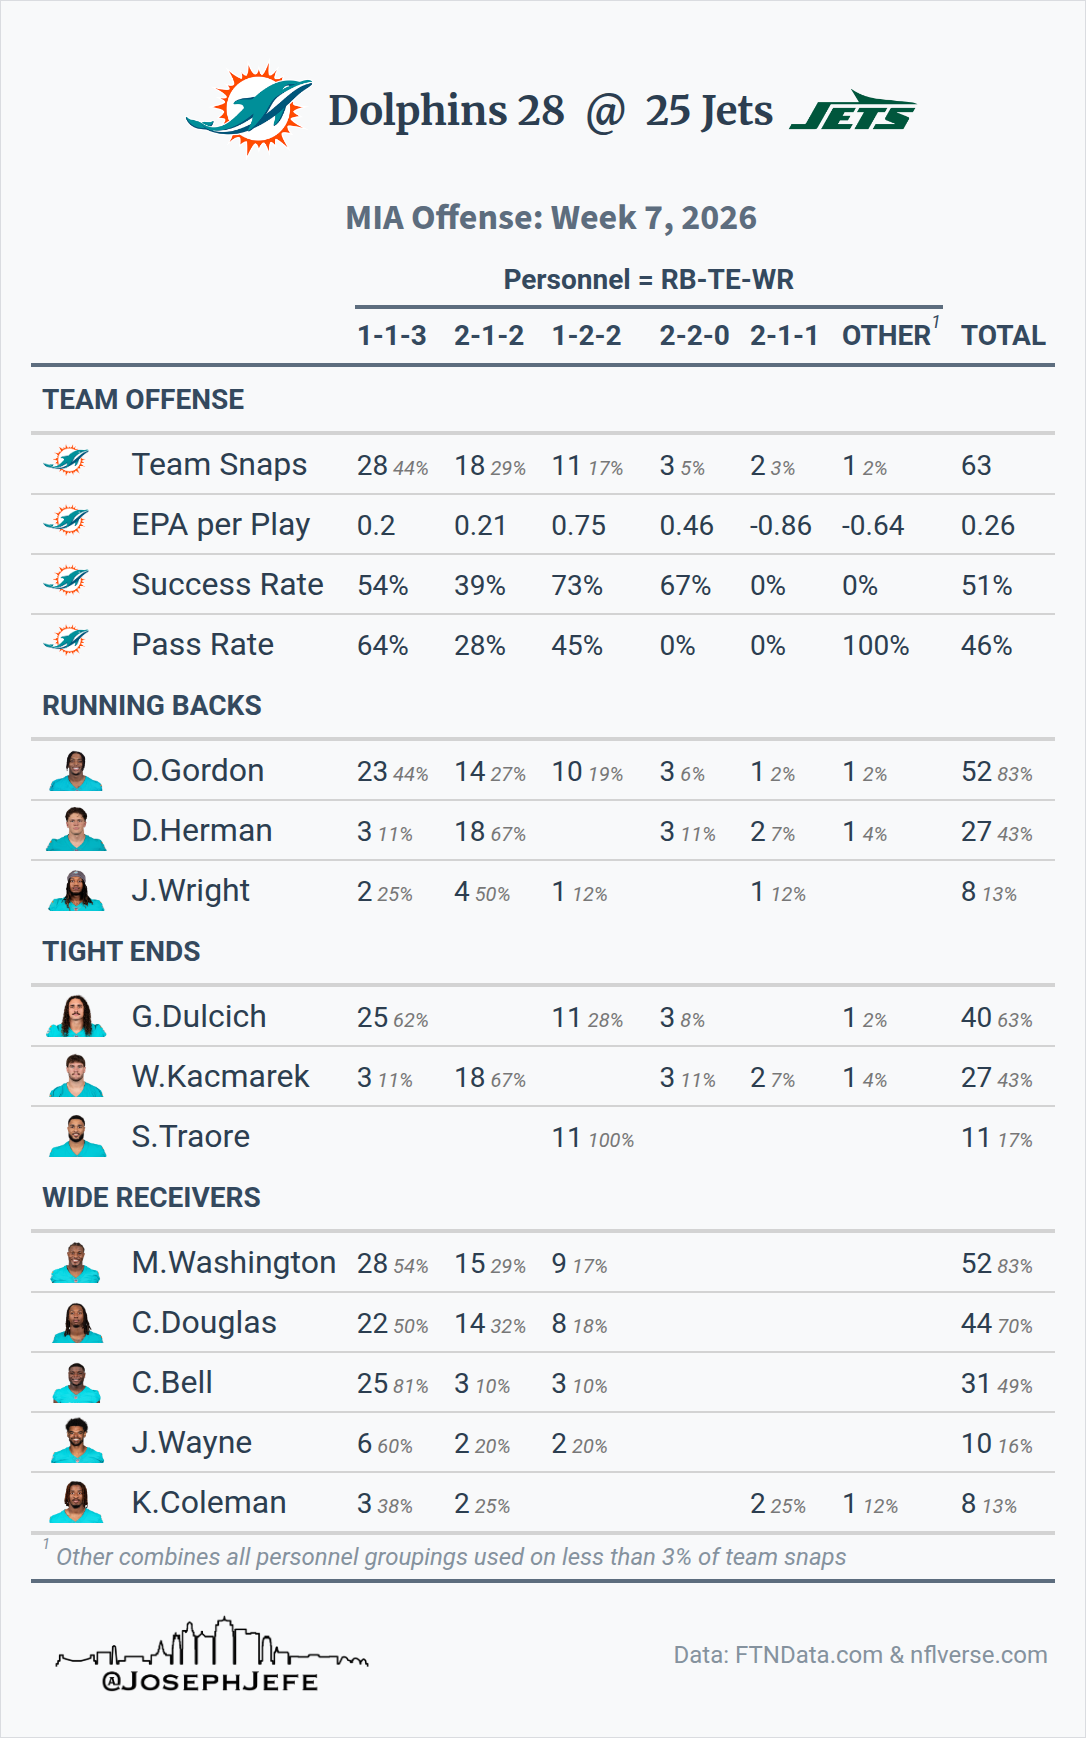 Dolphins 28 @ 25 Jets JETS
MIA Offense: Week 7, 2026
Personnel = RB-TE-WR
1-1-3 2-1-2 1-2-2 2-2-0 2-1-1 OTHER¹ TOTAL
TEAM OFFENSE
Team Snaps 28 44% 18 29% 11 17% 3 5% 2 3% 1 2% 63
EPA per Play 0.2 0.21 0.75 0.46 -0.86 -0.64 0.26
Success Rate 54% 39% 73% 67% 0% 0% 51%
Pass Rate 64% 28% 45% 0% 0% 100% 46%
RUNNING BACKS
O.Gordon 23 44% 14 27% 10 19% 3 6% 1 2% 1 2% 52 83%
D.Herman 3 11% 18 67% 3 11% 2 7% 1 4% 27 43%
J.Wright 2 25% 4 50% 1 12% 1 12% 8 13%
TIGHT ENDS
G.Dulcich 25 62% 11 28% 3 8% 1 2% 40 63%
W.Kacmarek 3 11% 18 67% 3 11% 2 7% 1 4% 27 43%
S.Traore 11 100% 11 17%
WIDE RECEIVERS
M.Washington 28 54% 15 29% 9 17% 52 83%
C.Douglas 22 50% 14 32% 8 18% 44 70%
C.Bell 25 81% 3 10% 3 10% 31 49%
J.Wayne 6 60% 2 20% 2 20% 10 16%
K.Coleman 3 38% 2 25% 2 25% 1 12% 8 13%
¹ Other combines all personnel groupings used on less than 3% of team snaps
@JOSEPHJEFE
Data: FTNData.com & nflverse.com